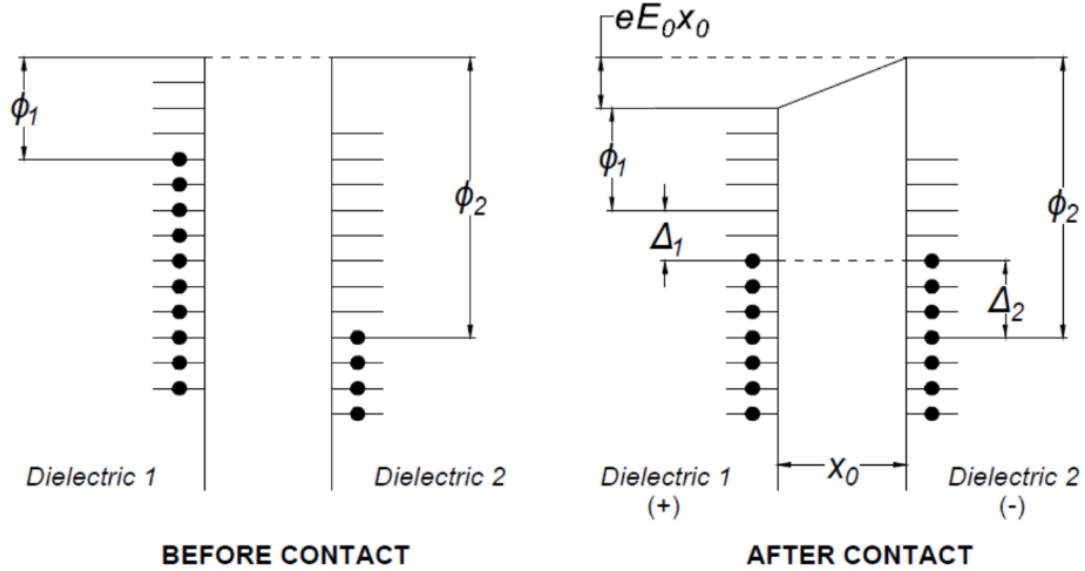 eE₀x₀
ϕ₁
ϕ₂
Dielectric 1
Dielectric 2
BEFORE CONTACT
ϕ₁
Δ₁
ϕ₂
Δ₂
x₀
Dielectric 1
(+)
Dielectric 2
(-)
AFTER CONTACT